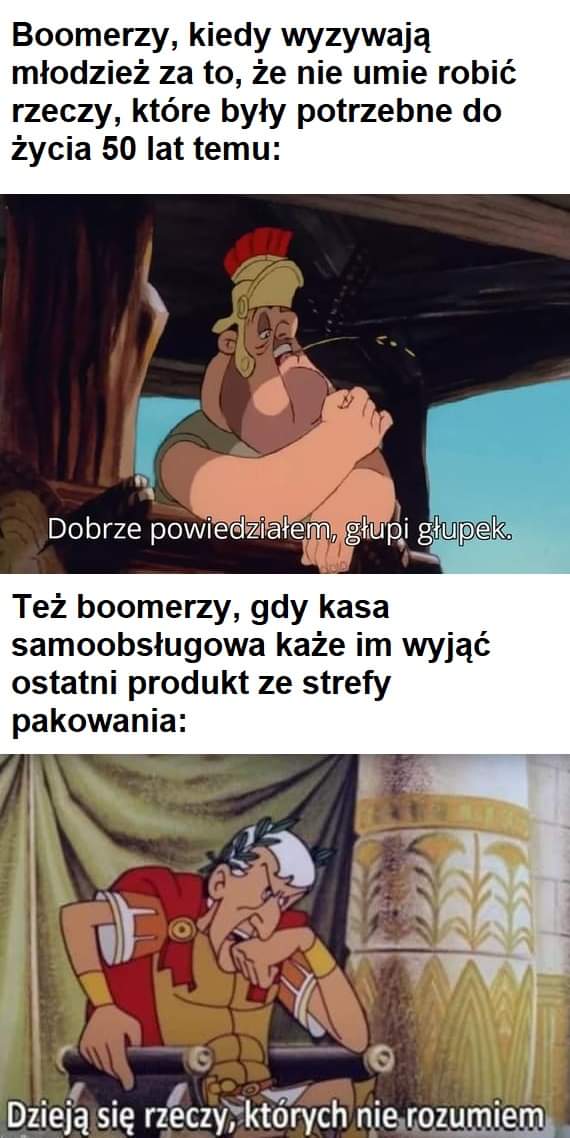 Boomerzy, kiedy wyzywają
młodzież za to, że nie umie robić
rzeczy, które były potrzebne do
życia 50 lat temu:
Dobrze powiedziałem, głupi głupek.
Też boomerzy, gdy kasa
samoobsługowa każe im wyjąć
ostatni produkt ze strefy
pakowania:
Dzieją się rzeczy, których nie rozumiem